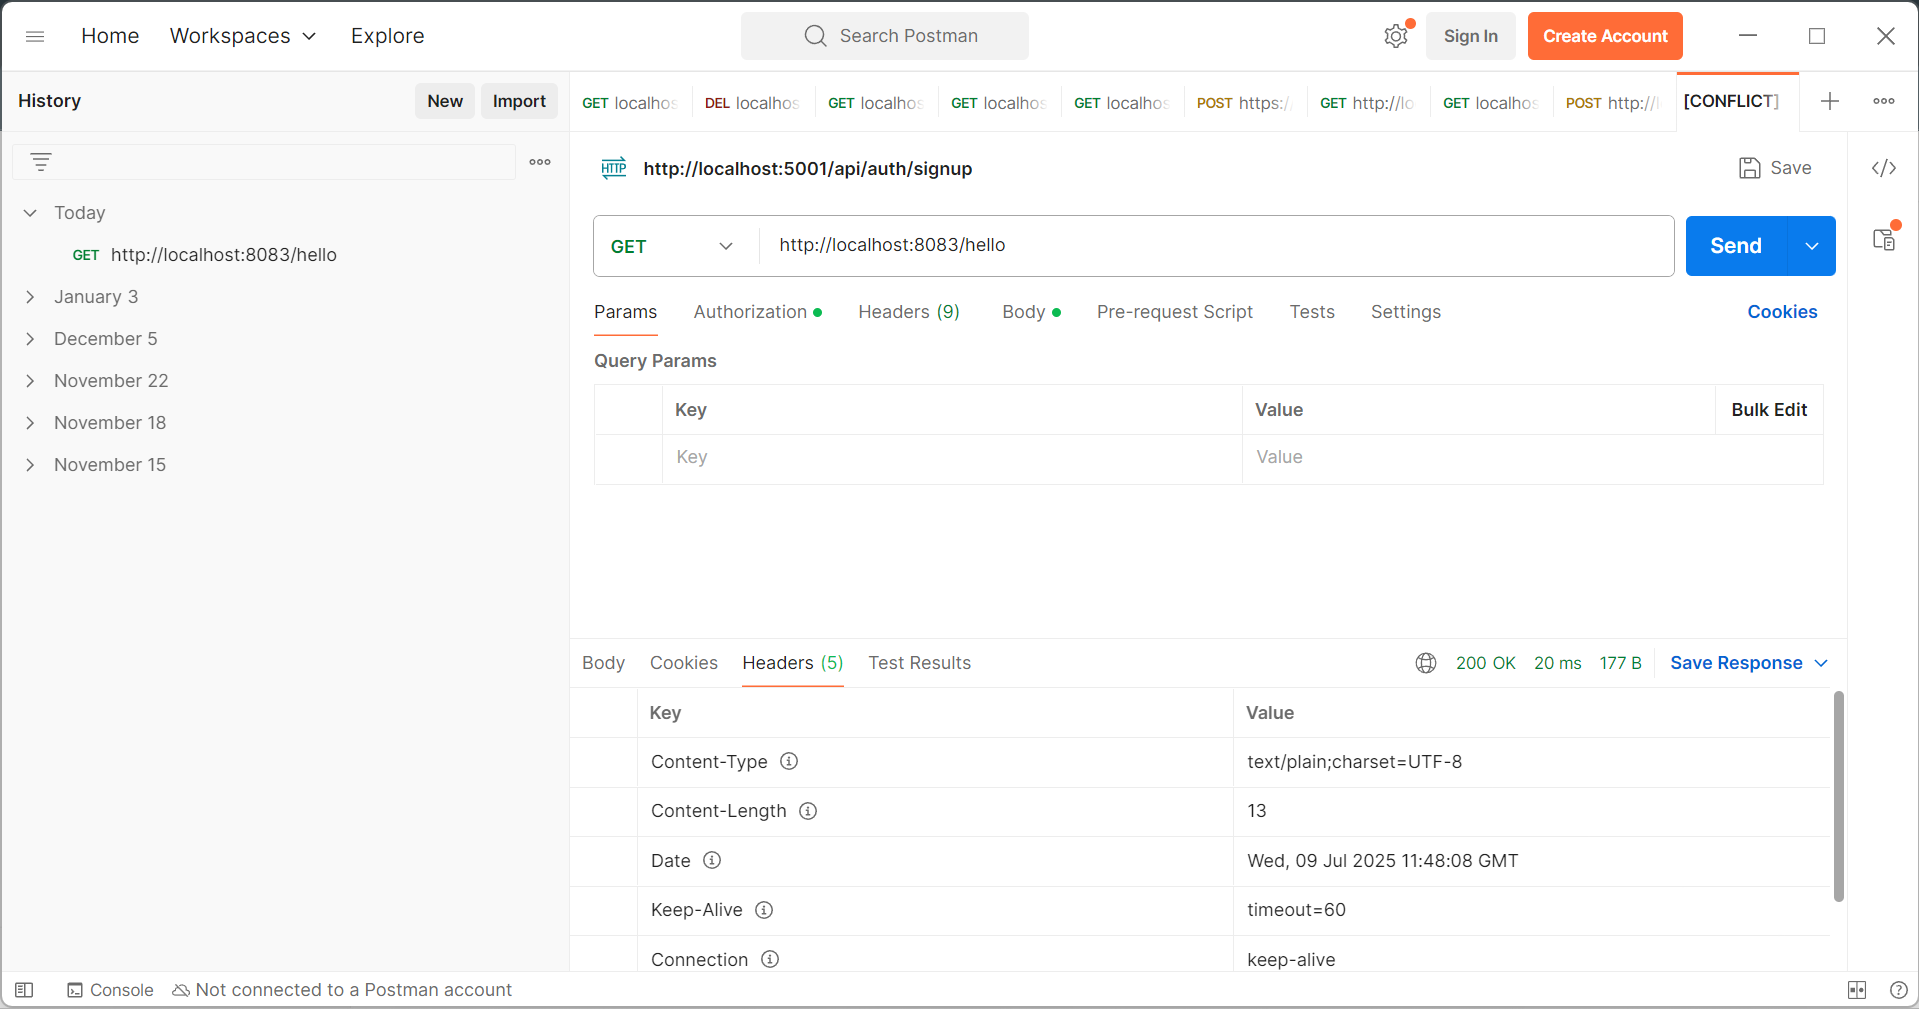 Home Workspaces Explore Search Postman Sign In Create Account
History New Import
GET localhos DEL localhos GET localhos GET localhos GET localhos POST https:/ GET http://lo GET localhos POST http://l [CONFLICT]
HTTP http://localhost:5001/api/auth/signup Save
Today
GET http://localhost:8083/hello
January 3
December 5
November 22
November 18
November 15
GET http://localhost:8083/hello Send
Params Authorization Headers (9) Body Pre-request Script Tests Settings Cookies
Query Params
Key Value Bulk Edit
Key Value
Body Cookies Headers (5) Test Results 200 OK 20 ms 177 B Save Response
Key Value
Content-Type text/plain;charset=UTF-8
Content-Length 13
Date Wed, 09 Jul 2025 11:48:08 GMT
Keep-Alive timeout=60
Connection keep-alive
Console Not connected to a Postman account